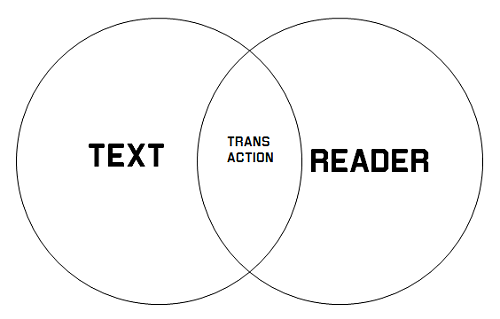 TEXT
TRANS
ACTION
READER